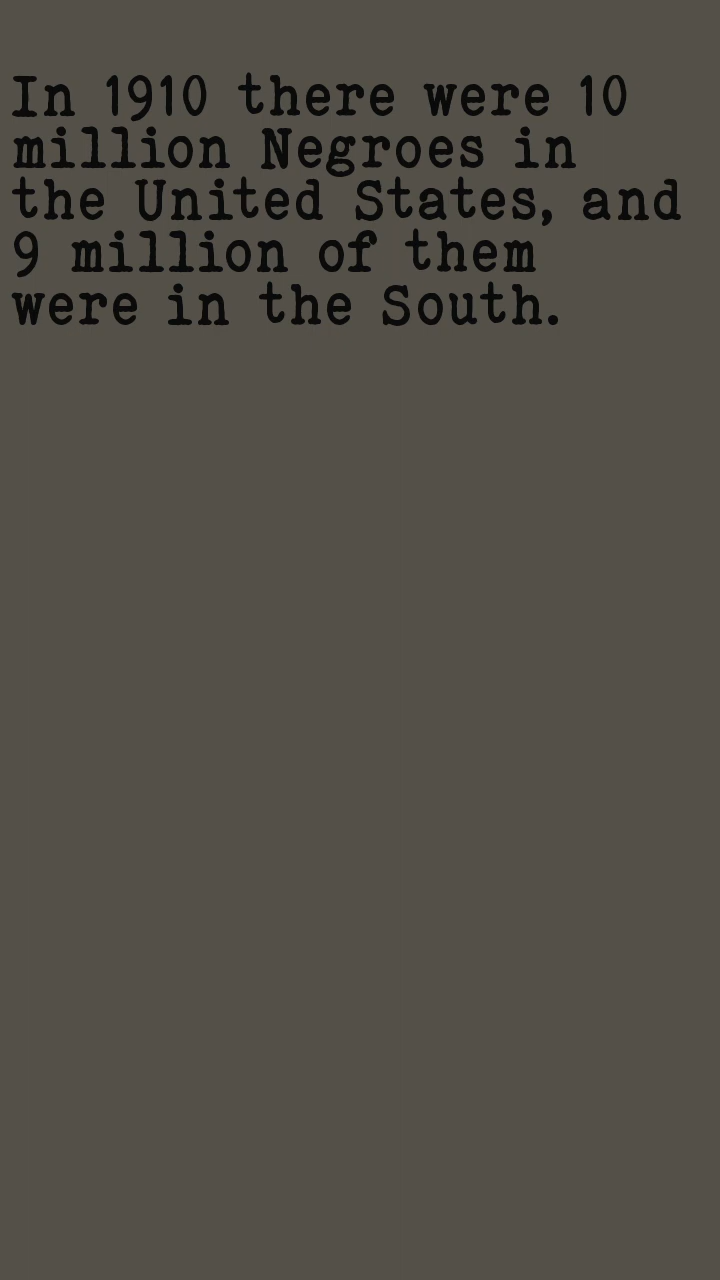 In 1910 there were 10
million Negroes in
the United States, and
9 million of them
were in the South.